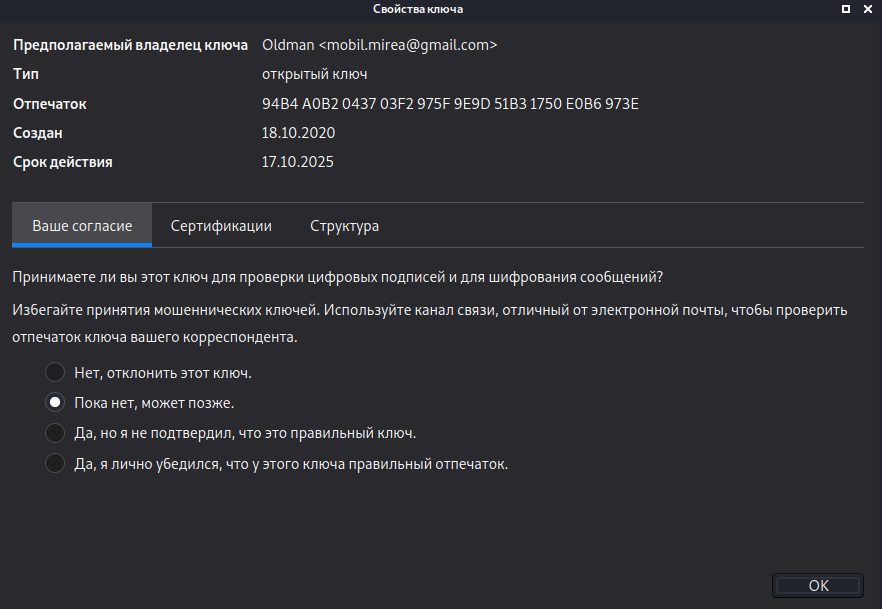 Свойства ключа
Предполагаемый владелец ключа Oldman <mobil.mirea@gmail.com>
Тип открытый ключ
Отпечаток 94B4 A0B2 0437 03F2 975F 9E9D 51B3 1750 E0B6 973E
Создан 18.10.2020
Срок действия 17.10.2025
Ваше согласие Сертификации Структура
Принимаете ли вы этот ключ для проверки цифровых подписей и для шифрования сообщений?
Избегайте принятия мошеннических ключей. Используйте канал связи, отличный от электронной почты, чтобы проверить
отпечаток ключа вашего корреспондента.
Нет, отклонить этот ключ.
Пока нет, может позже.
Да, но я не подтвердил, что это правильный ключ.
Да, я лично убедился, что у этого ключа правильный отпечаток.
OK